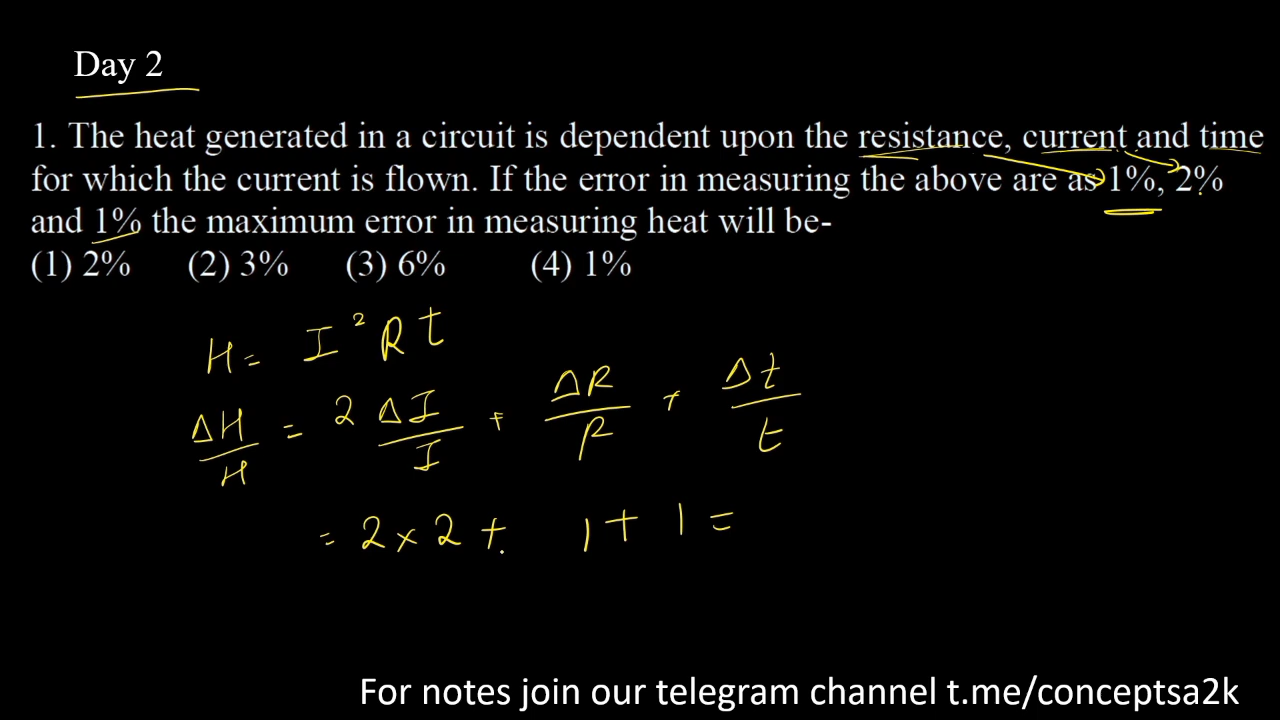 Day 2
1. The heat generated in a circuit is dependent upon the resistance, current and time
for which the current is flown. If the error in measuring the above are as 1%, 2%
and 1% the maximum error in measuring heat will be-
(1) 2% (2) 3% (3) 6% (4) 1%
H = I² R t
ΔH/H = 2 ΔI/I + ΔR/R + Δt/t
= 2 × 2 + 1 + 1 =
For notes join our telegram channel t.me/conceptsa2k